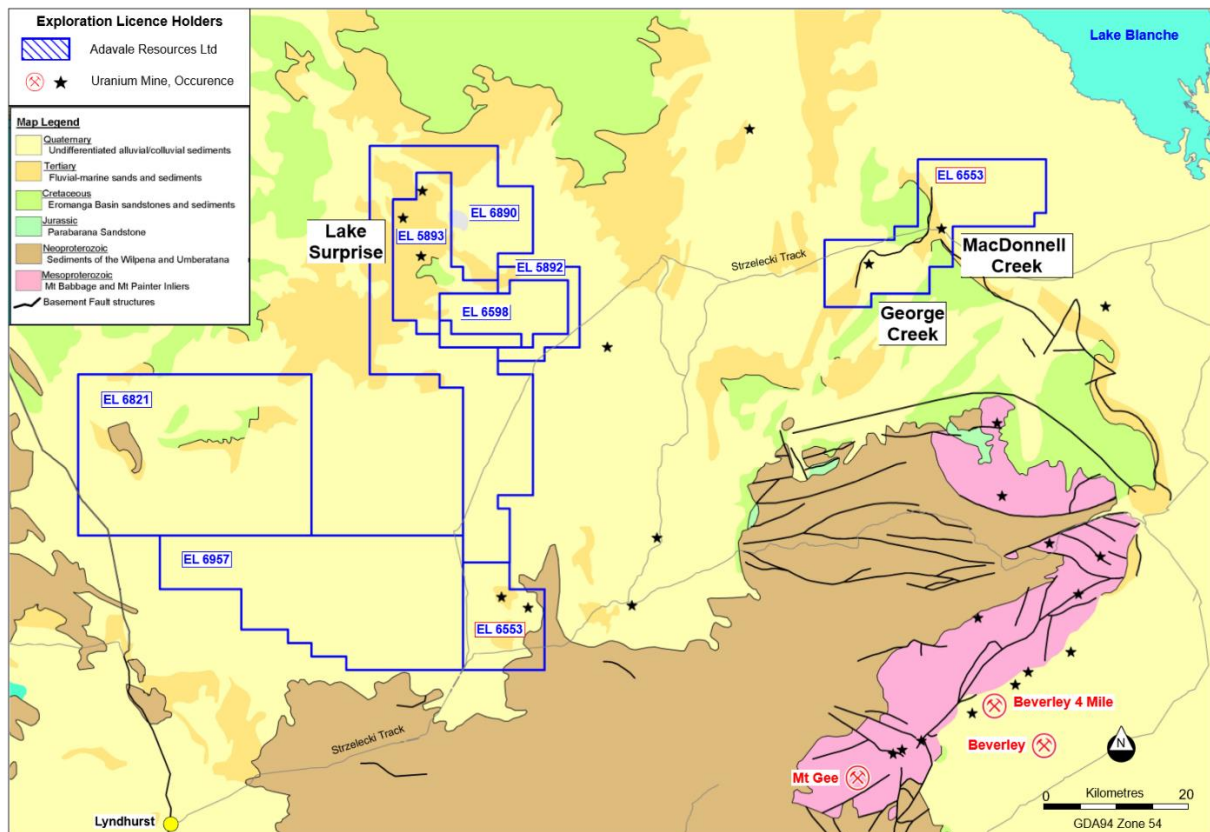 Exploration Licence Holders
Adavale Resources Ltd
Uranium Mine, Occurence
Map Legend
Quaternary
Undifferentiated alluvial/colluvial sediments
Tertiary
Fluvial-marine sands and sediments
Cretaceous
Eromanga Basin sandstones and sediments
Jurassic
Parabarana Sandstone
Neoproterozoic
Sediments of the Wilpena and Umberatana
Mesoproterozoic
Mt Babbage and Mt Painter Inliers
Basement Fault structures
Lake Blanche
EL 6553
EL 6890
Lake
Surprise
EL 5893
MacDonnell
Creek
Strzelecki Track
EL 5892
EL 6598
George
Creek
EL 6821
EL 6957
EL 6553
Beverley 4 Mile
Strzelecki Track
Beverley
N
Mt Gee
0 Kilometres 20
GDA94 Zone 54
Lyndhurst